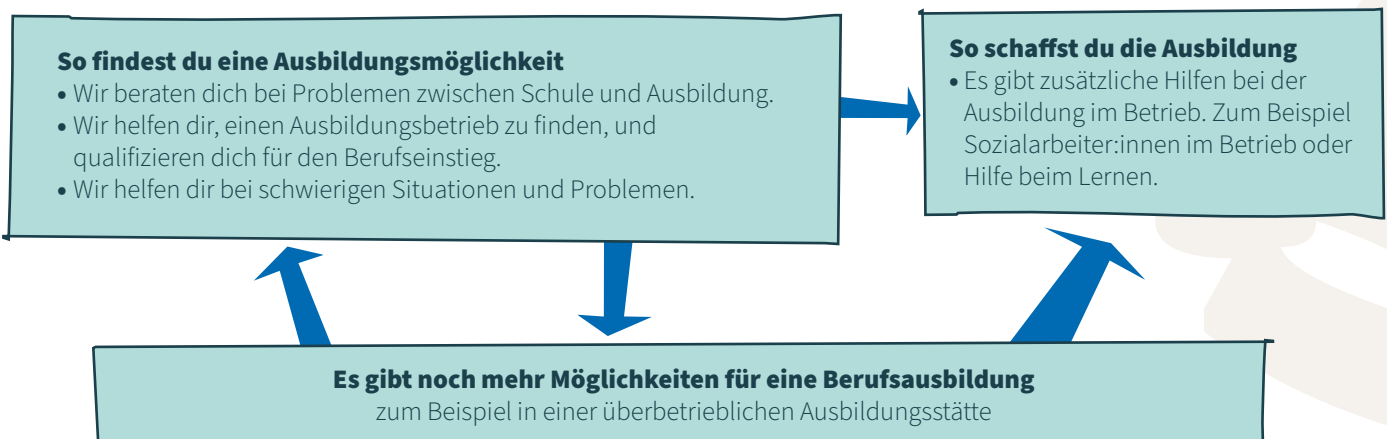 So findest du eine Ausbildungsmöglichkeit
• Wir beraten dich bei Problemen zwischen Schule und Ausbildung.
• Wir helfen dir, einen Ausbildungsbetrieb zu finden, und
qualifizieren dich für den Berufseinstieg.
• Wir helfen dir bei schwierigen Situationen und Problemen.
So schaffst du die Ausbildung
• Es gibt zusätzliche Hilfen bei der
Ausbildung im Betrieb. Zum Beispiel
Sozialarbeiter:innen im Betrieb oder
Hilfe beim Lernen.
Es gibt noch mehr Möglichkeiten für eine Berufsausbildung
zum Beispiel in einer überbetrieblichen Ausbildungsstätte